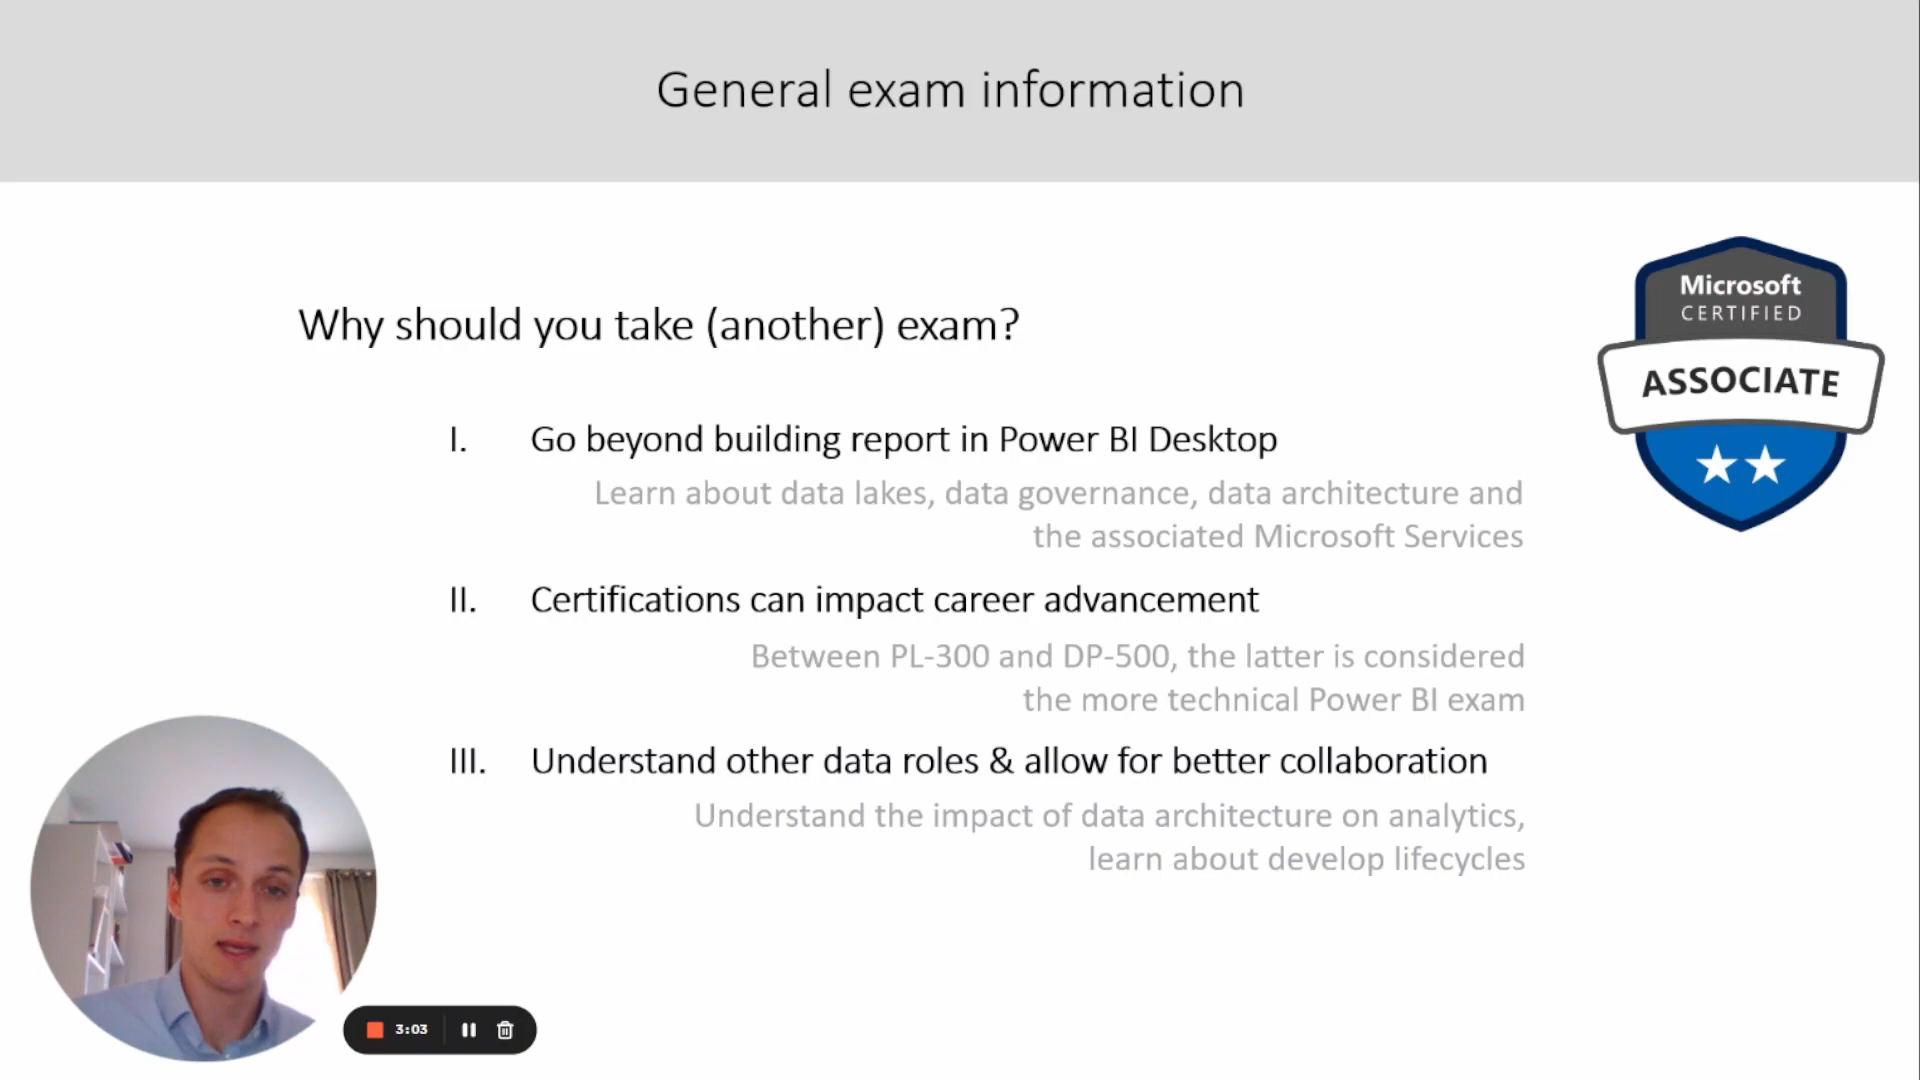 General exam information
Why should you take (another) exam?
I. Go beyond building report in Power BI Desktop
Learn about data lakes, data governance, data architecture and
the associated Microsoft Services
II. Certifications can impact career advancement
Between PL-300 and DP-500, the latter is considered
the more technical Power BI exam
III. Understand other data roles & allow for better collaboration
Understand the impact of data architecture on analytics,
learn about develop lifecycles
Microsoft
CERTIFIED
ASSOCIATE
3:03